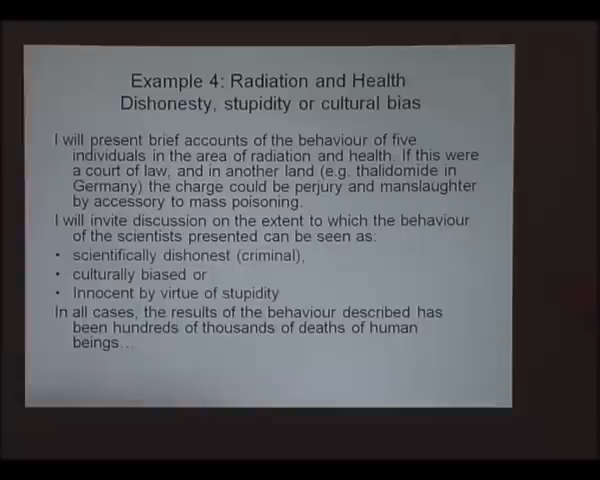 Example 4: Radiation and Health
Dishonesty, stupidity or cultural bias
I will present brief accounts of the behaviour of five
individuals in the area of radiation and health. If this were
a court of law, and in another land (e.g. thalidomide in
Germany) the charge could be perjury and manslaughter
by accessory to mass poisoning.
I will invite discussion on the extent to which the behaviour
of the scientists presented can be seen as:
• scientifically dishonest (criminal),
• culturally biased or
• Innocent by virtue of stupidity
In all cases, the results of the behaviour described has
been hundreds of thousands of deaths of human
beings…